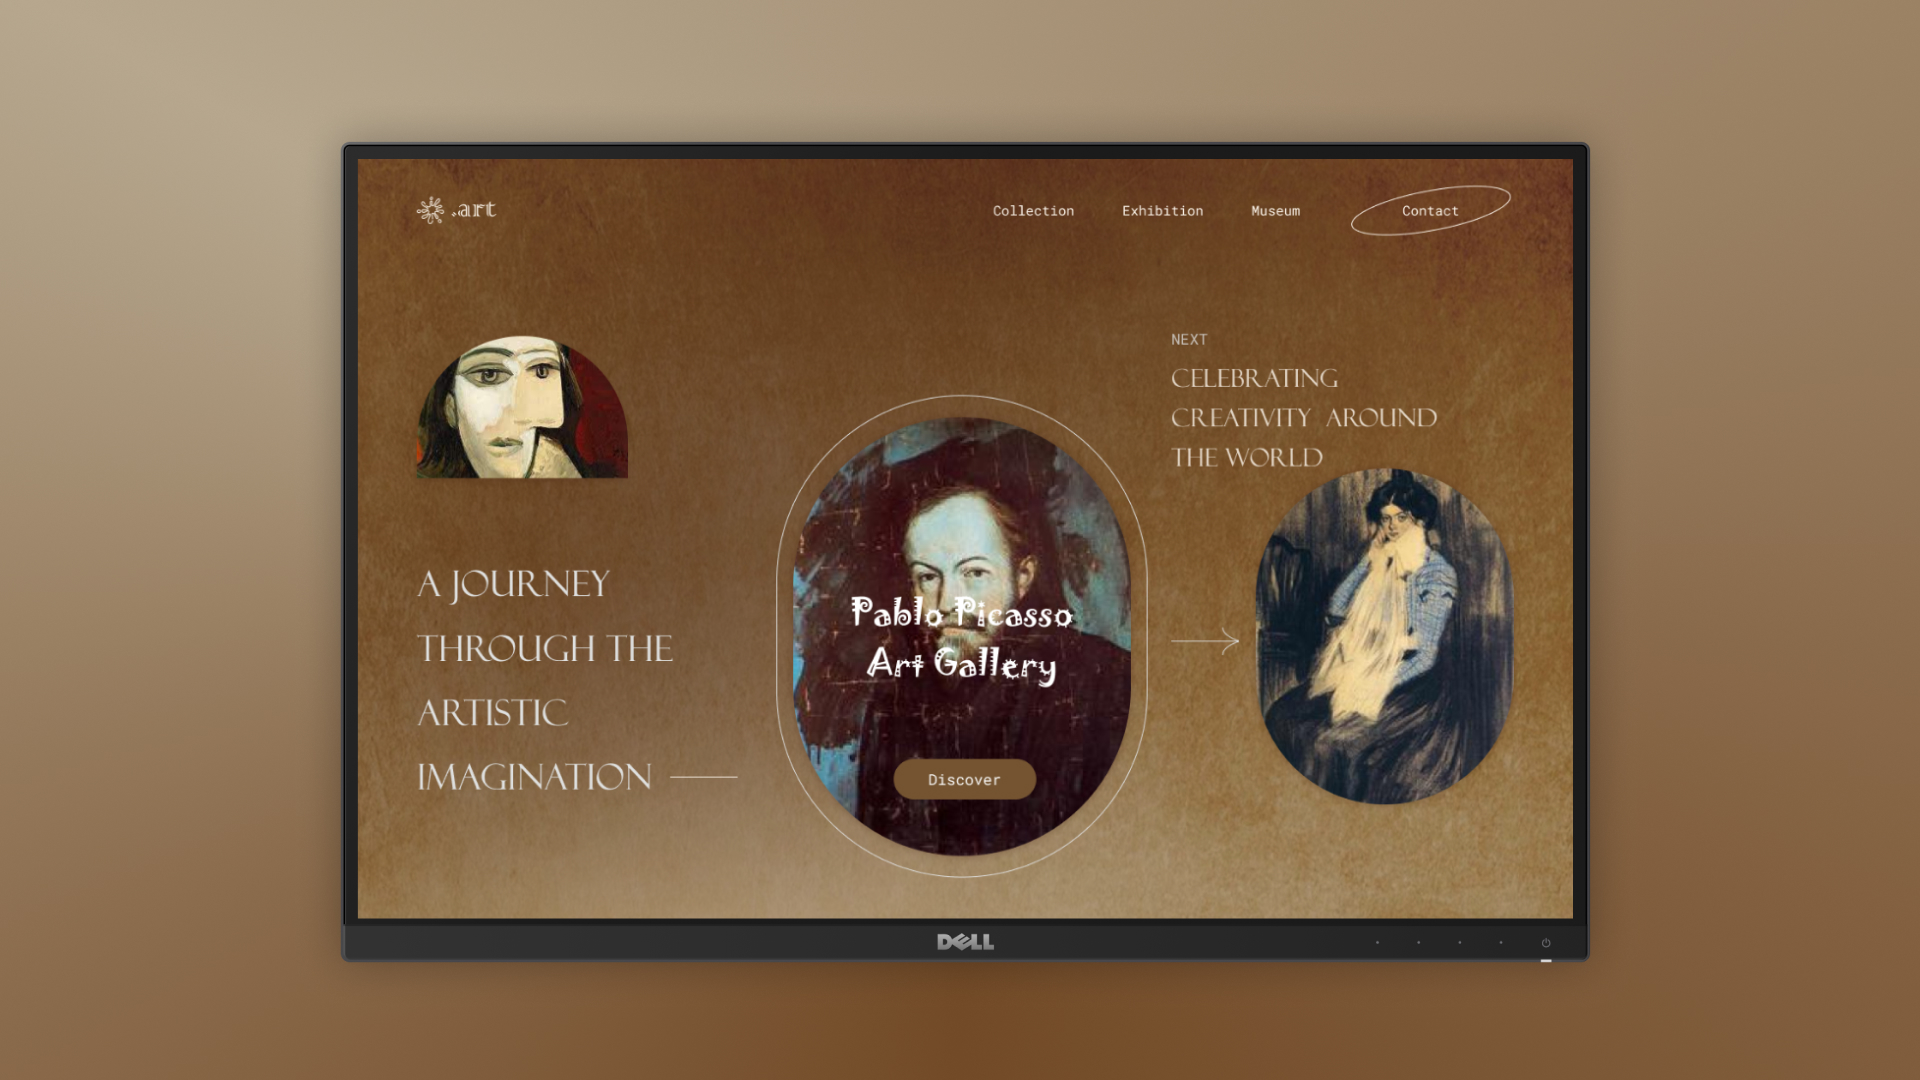 .art
Collection Exhibition Museum Contact
A JOURNEY
THROUGH THE
ARTISTIC
IMAGINATION
Pablo Picasso
Art Gallery
Discover
NEXT
CELEBRATING
CREATIVITY AROUND
THE WORLD
DELL